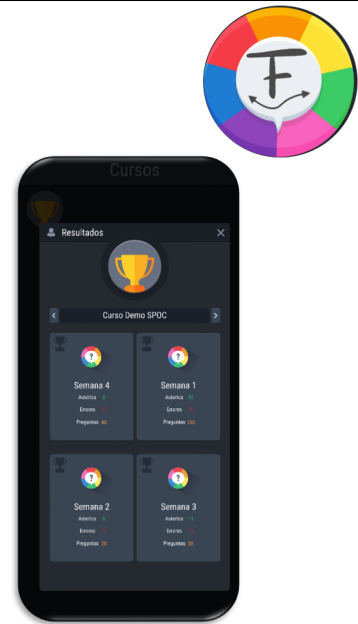 F
Cursos
Resultados
Curso Demo SPOC
?
Semana 4
Aciertos
Errores
Preguntas
?
Semana 1
Aciertos
Errores
Preguntas
?
Semana 2
Aciertos
Errores
Preguntas
?
Semana 3
Aciertos
Errores
Preguntas